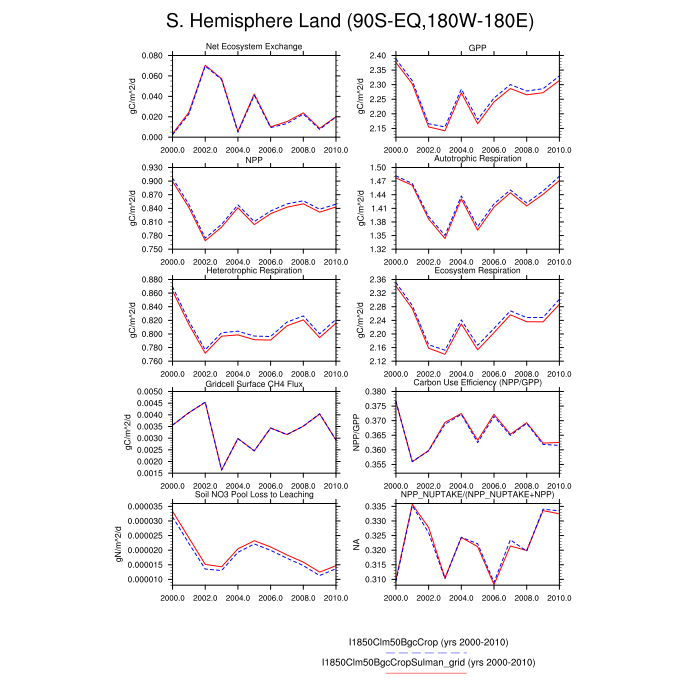 S. Hemisphere Land (90S-EQ,180W-180E)
Net Ecosystem Exchange
gC/m^2/d
0.080
0.060
0.040
0.020
0.000
2000.0 2002.0 2004.0 2006.0 2008.0 2010.0
GPP
gC/m^2/d
2.40
2.35
2.30
2.25
2.20
2.15
2000.0 2002.0 2004.0 2006.0 2008.0 2010.0
NPP
gC/m^2/d
0.930
0.900
0.870
0.840
0.810
0.780
0.750
2000.0 2002.0 2004.0 2006.0 2008.0 2010.0
Autotrophic Respiration
gC/m^2/d
1.50
1.47
1.44
1.41
1.38
1.35
1.32
2000.0 2002.0 2004.0 2006.0 2008.0 2010.0
Heterotrophic Respiration
gC/m^2/d
0.880
0.860
0.840
0.820
0.800
0.780
0.760
2000.0 2002.0 2004.0 2006.0 2008.0 2010.0
Ecosystem Respiration
gC/m^2/d
2.36
2.32
2.28
2.24
2.20
2.16
2.12
2000.0 2002.0 2004.0 2006.0 2008.0 2010.0
Gridcell Surface CH4 Flux
gC/m^2/d
0.0050
0.0045
0.0040
0.0035
0.0030
0.0025
0.0020
0.0015
2000.0 2002.0 2004.0 2006.0 2008.0 2010.0
Carbon Use Efficiency (NPP/GPP)
NPP/GPP
0.380
0.375
0.370
0.365
0.360
0.355
2000.0 2002.0 2004.0 2006.0 2008.0 2010.0
Soil NO3 Pool Loss to Leaching
gN/m^2/d
0.000035
0.000030
0.000025
0.000020
0.000015
0.000010
2000.0 2002.0 2004.0 2006.0 2008.0 2010.0
NPP_NUPTAKE/(NPP_NUPTAKE+NPP)
NA
0.335
0.330
0.325
0.320
0.315
0.310
2000.0 2002.0 2004.0 2006.0 2008.0 2010.0
I1850Clm50BgcCrop (yrs 2000-2010)
I1850Clm50BgcCropSulman_grid (yrs 2000-2010)